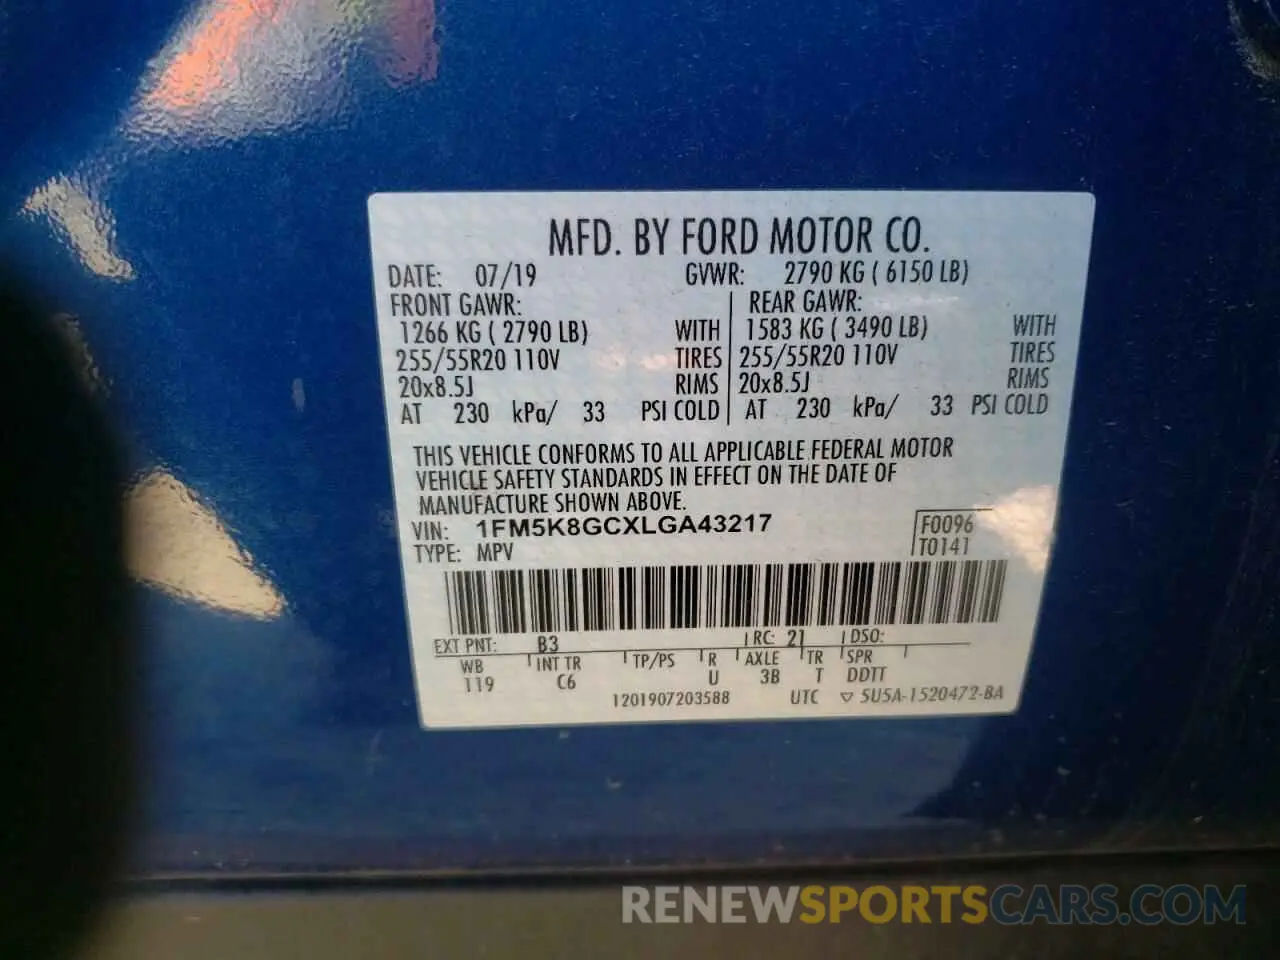 MFD. BY FORD MOTOR CO.
DATE: 07/19 GVWR: 2790 KG ( 6150 LB)
FRONT GAWR: REAR GAWR:
1266 KG ( 2790 LB) WITH 1583 KG ( 3490 LB) WITH
255/55R20 110V TIRES 255/55R20 110V TIRES
20x8.5J RIMS 20x8.5J RIMS
AT 230 kPa/ 33 PSI COLD AT 230 kPa/ 33 PSI COLD
THIS VEHICLE CONFORMS TO ALL APPLICABLE FEDERAL MOTOR
VEHICLE SAFETY STANDARDS IN EFFECT ON THE DATE OF
MANUFACTURE SHOWN ABOVE.
VIN: 1FM5K8GCXLGA43217 F0096
TYPE: MPV T0141
EXT PNT: B3 RC: 21 DSO:
WB INT TR TP/PS R AXLE TR SPR
119 C6 U 3B T DDTT
1201907203588 UTC ▽ 5U5A-1520472-BA
RENEWSPORTSCARS.COM